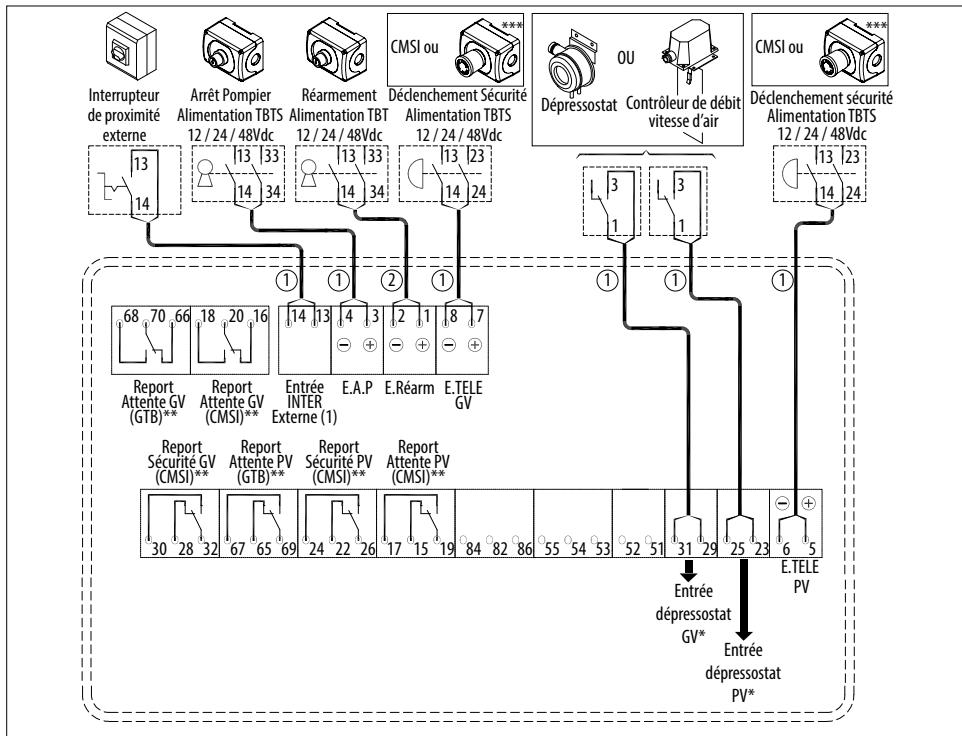 CMSI ou
***
OU
CMSI ou
***
Dépressostat
Contrôleur de débit
vitesse d'air
Interrupteur
de proximité
externe
Arrêt Pompier
Alimentation TBTS
12 / 24 / 48Vdc
Réarmement
Alimentation TBT
12 / 24 / 48Vdc
Déclenchement Sécurité
Alimentation TBTS
12 / 24 / 48Vdc
Déclenchement sécurité
Alimentation TBTS
12 / 24 / 48Vdc
13
14
13 33
14 34
13 33
14 34
13 23
14 24
3
1
3
1
13 23
14 24
1
1
2
1
1
1
1
68 70 66
18 20 16
14 13
4 3
2 1
8 7
− +
− +
− +
Report
Attente GV
(GTB)**
Report
Attente GV
(CMSI)**
Entrée
INTER
Externe (1)
E.A.P
E.Réarm
E.TELE
GV
Report
Sécurité GV
(CMSI)**
Report
Attente PV
(GTB)**
Report
Sécurité PV
(CMSI)**
Report
Attente PV
(CMSI)**
− +
30 28 32
67 65 69
24 22 26
17 15 19
84 82 86
55 54 53
52 51
31 29
25 23
6 5
E.TELE
PV
Entrée
dépressostat
GV*
Entrée
dépressostat
PV*